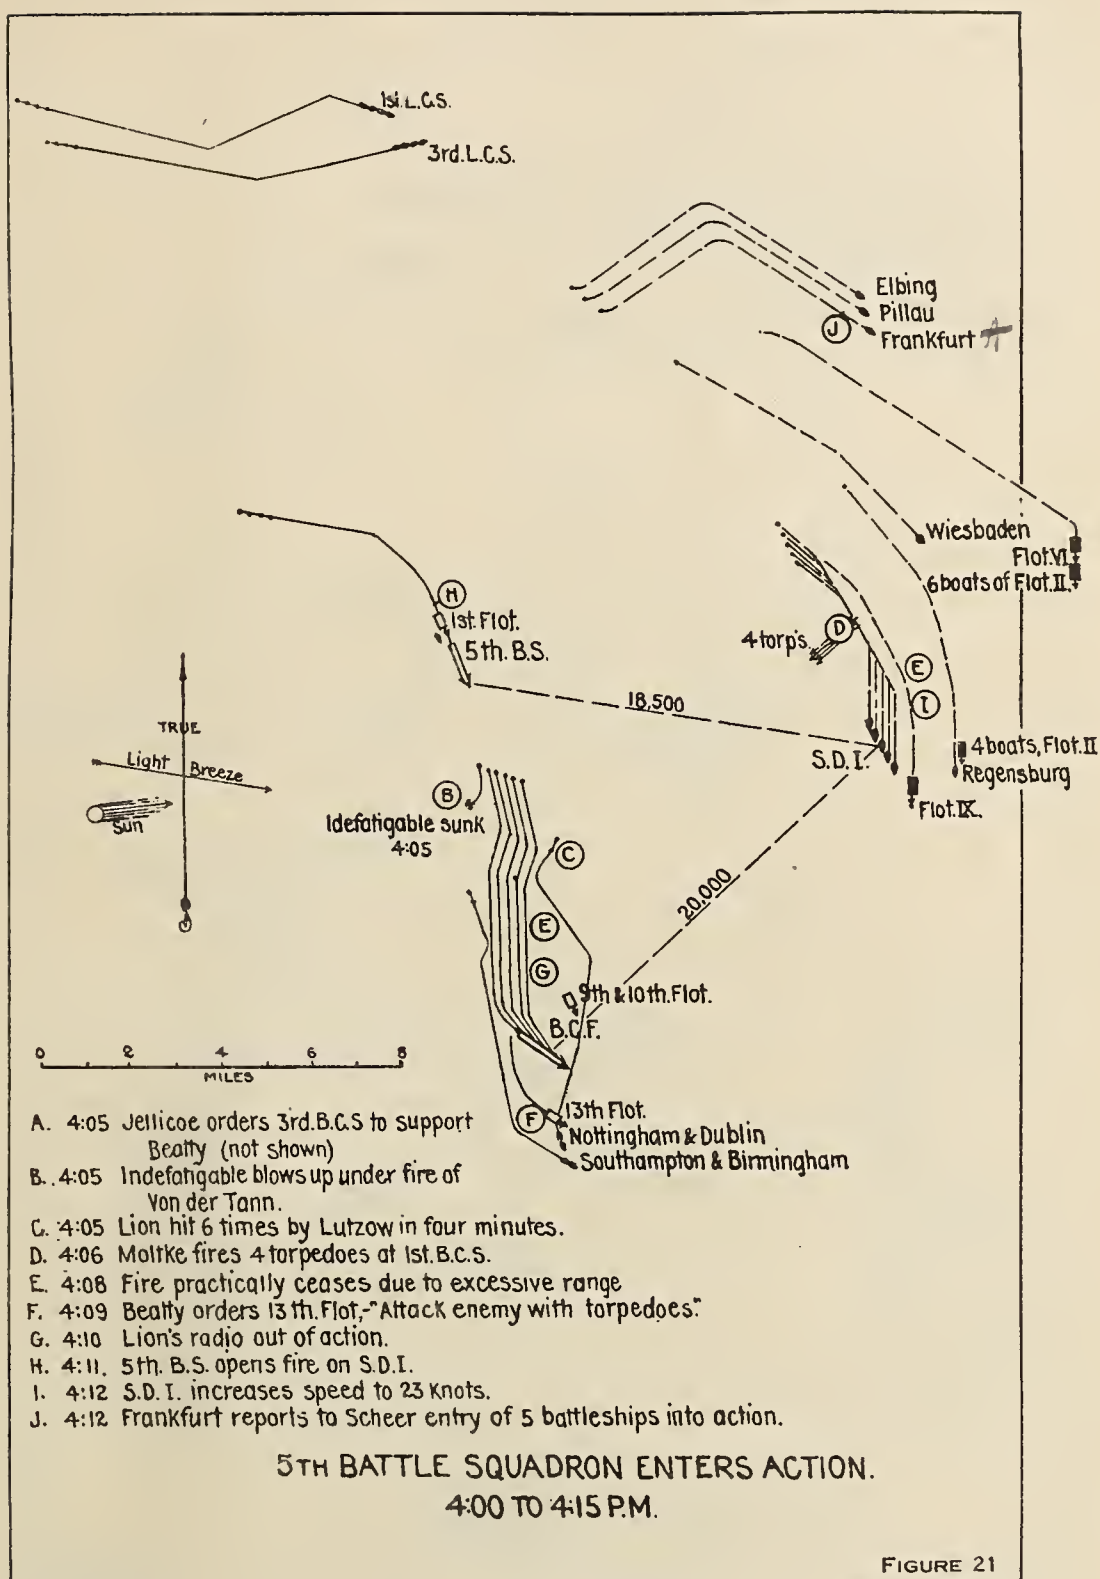 1st. L.C.S.
3rd. L.C.S.
Elbing
Pillau
J
Frankfurt
Wiesbaden
Flot. VI.
6 boats of Flot. II.
H
1st. Flot.
5th. B.S.
D
4 torp's.
E
I
18,500
TRUE
Light Breeze
Sun
S.D.I.
4 boats, Flot. II
Regensburg
Flot. IX.
B
Idefatigable sunk
4:05
C
20,000
E
G
9th & 10th. Flot.
B.C.F.
0 2 4 6 8
MILES
F
13th Flot.
Nottingham & Dublin
Southampton & Birmingham
A. 4:05 Jellicoe orders 3rd. B.C.S to support
Beatty (not shown)
B. 4:05 Indefatigable blows up under fire of
Von der Tann.
C. 4:05 Lion hit 6 times by Lutzow in four minutes.
D. 4:06 Moltke fires 4 torpedoes at 1st. B.C.S.
E. 4:08 Fire practically ceases due to excessive range
F. 4:09 Beatty orders 13th. Flot,-"Attack enemy with torpedoes."
G. 4:10 Lion's radio out of action.
H. 4:11. 5th. B.S. opens fire on S.D.I.
I. 4:12 S.D.I. increases speed to 23 Knots.
J. 4:12 Frankfurt reports to Scheer entry of 5 battleships into action.
5TH BATTLE SQUADRON ENTERS ACTION.
4:00 TO 4:15 P.M.
FIGURE 21